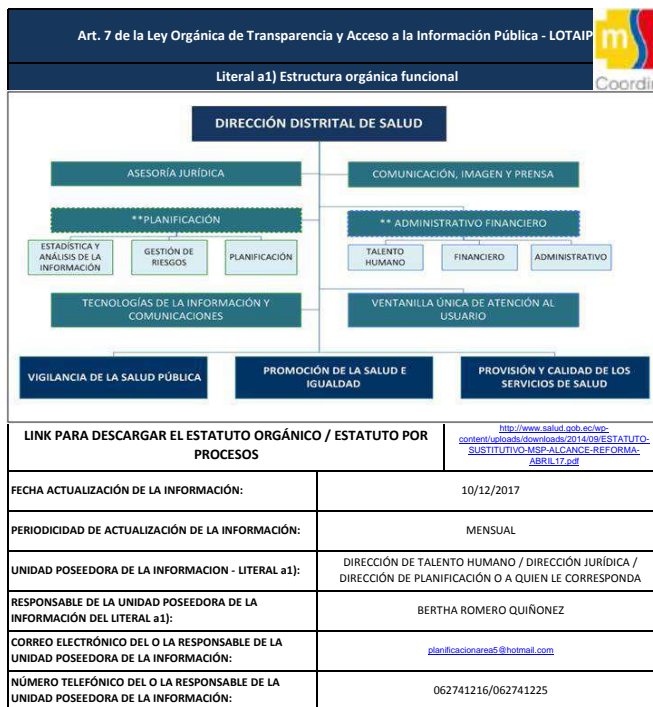 Art. 7 de la Ley Orgánica de Transparencia y Acceso a la Información Pública - LOTAIP
Literal a1) Estructura orgánica funcional
DIRECCIÓN DISTRITAL DE SALUD
ASESORÍA JURÍDICA
COMUNICACIÓN, IMAGEN Y PRENSA
**PLANIFICACIÓN
** ADMINISTRATIVO FINANCIERO
ESTADÍSTICA Y
ANÁLISIS DE LA
INFORMACIÓN
GESTIÓN DE
RIESGOS
PLANIFICACIÓN
TALENTO
HUMANO
FINANCIERO
ADMINISTRATIVO
TECNOLOGÍAS DE LA INFORMACIÓN Y
COMUNICACIONES
VENTANILLA ÚNICA DE ATENCIÓN AL
USUARIO
VIGILANCIA DE LA SALUD PÚBLICA
PROMOCIÓN DE LA SALUD E
IGUALDAD
PROVISIÓN Y CALIDAD DE LOS
SERVICIOS DE SALUD
LINK PARA DESCARGAR EL ESTATUTO ORGÁNICO / ESTATUTO POR
PROCESOS
http://www.salud.gob.ec/wp-
content/uploads/downloads/2014/09/ESTATUTO-
SUSTITUTIVO-MSP-ALCANCE-REFORMA-
ABRIL17.pdf
FECHA ACTUALIZACIÓN DE LA INFORMACIÓN:
10/12/2017
PERIODICIDAD DE ACTUALIZACIÓN DE LA INFORMACIÓN:
MENSUAL
UNIDAD POSEEDORA DE LA INFORMACION - LITERAL a1):
DIRECCIÓN DE TALENTO HUMANO / DIRECCIÓN JURÍDICA /
DIRECCIÓN DE PLANIFICACIÓN O A QUIEN LE CORRESPONDA
RESPONSABLE DE LA UNIDAD POSEEDORA DE LA
INFORMACIÓN DEL LITERAL a1):
BERTHA ROMERO QUIÑONEZ
CORREO ELECTRÓNICO DEL O LA RESPONSABLE DE LA
UNIDAD POSEEDORA DE LA INFORMACIÓN:
planificacionarea5@hotmail.com
NÚMERO TELEFÓNICO DEL O LA RESPONSABLE DE LA
UNIDAD POSEEDORA DE LA INFORMACIÓN:
062741216/062741225